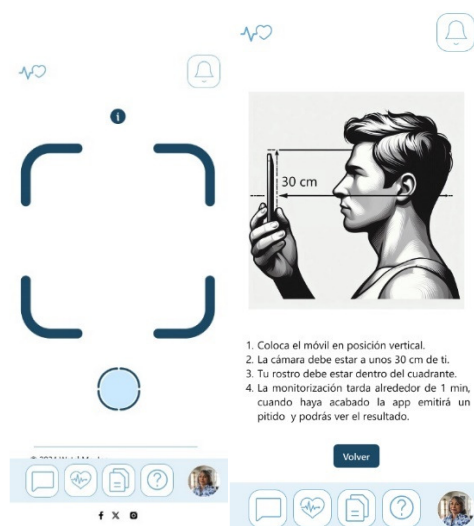 30 cm
1. Coloca el móvil en posición vertical.
2. La cámara debe estar a unos 30 cm de ti.
3. Tu rostro debe estar dentro del cuadrante.
4. La monitorización tarda alrededor de 1 min,
cuando haya acabado la app emitirá un
pitido y podrás ver el resultado.
Volver